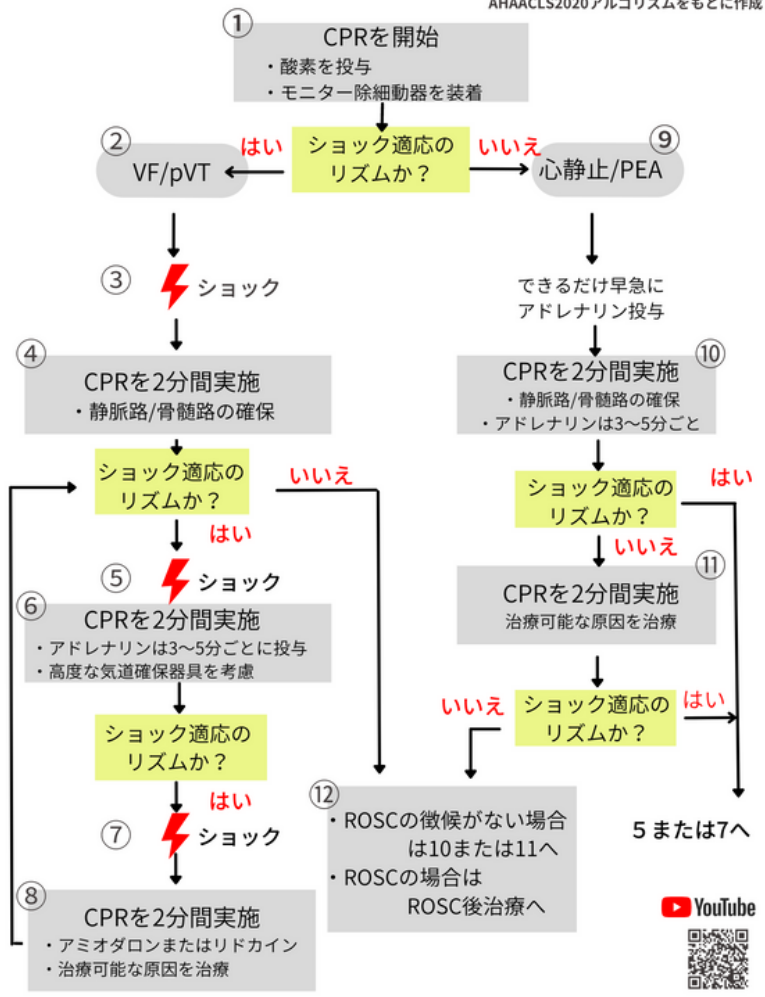 AHAACLS2020アルゴリズムをもとに作成
①
CPRを開始
・酸素を投与
・モニター除細動器を装着
②
VF/pVT
はい
ショック適応の
リズムか？
いいえ
⑨
心静止/PEA
③
ショック
できるだけ早急に
アドレナリン投与
④
CPRを2分間実施
・静脈路/骨髄路の確保
⑩
CPRを2分間実施
・静脈路/骨髄路の確保
・アドレナリンは3〜5分ごと
ショック適応の
リズムか？
いいえ
はい
ショック適応の
リズムか？
はい
いいえ
⑤
ショック
⑪
CPRを2分間実施
治療可能な原因を治療
⑥
CPRを2分間実施
・アドレナリンは3〜5分ごとに投与
・高度な気道確保器具を考慮
ショック適応の
リズムか？
はい
いいえ
ショック適応の
リズムか？
はい
⑦
ショック
⑫
・ROSCの徴候がない場合
は10または11へ
・ROSCの場合は
ROSC後治療へ
５または7へ
⑧
CPRを2分間実施
・アミオダロンまたはリドカイン
・治療可能な原因を治療
YouTube